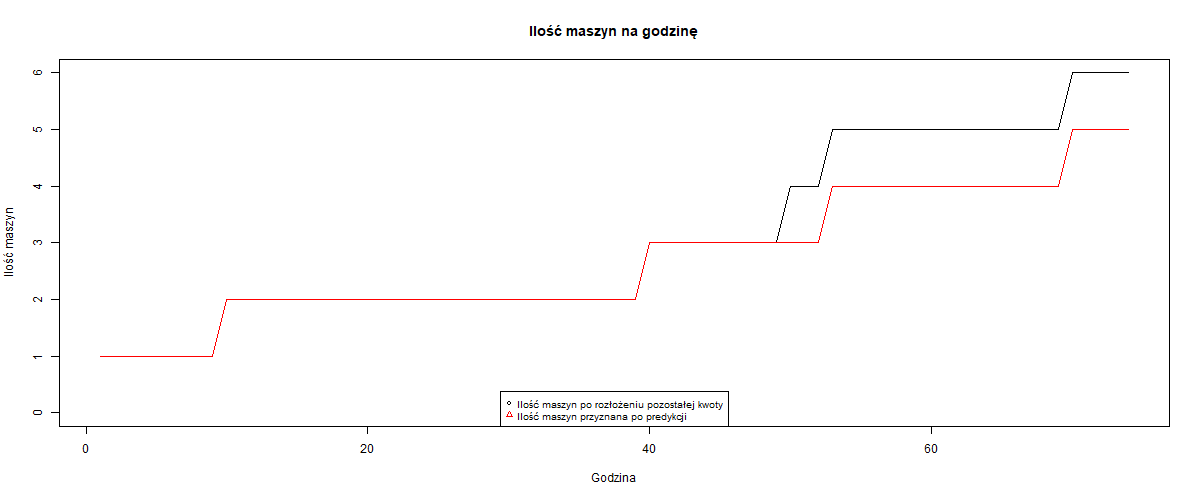 Ilość maszyn na godzinę
Ilość maszyn
6
5
4
3
2
1
0
Ilość maszyn po rozłożeniu pozostałej kwoty
Ilość maszyn przyznana po predykcji
0 20 40 60
Godzina